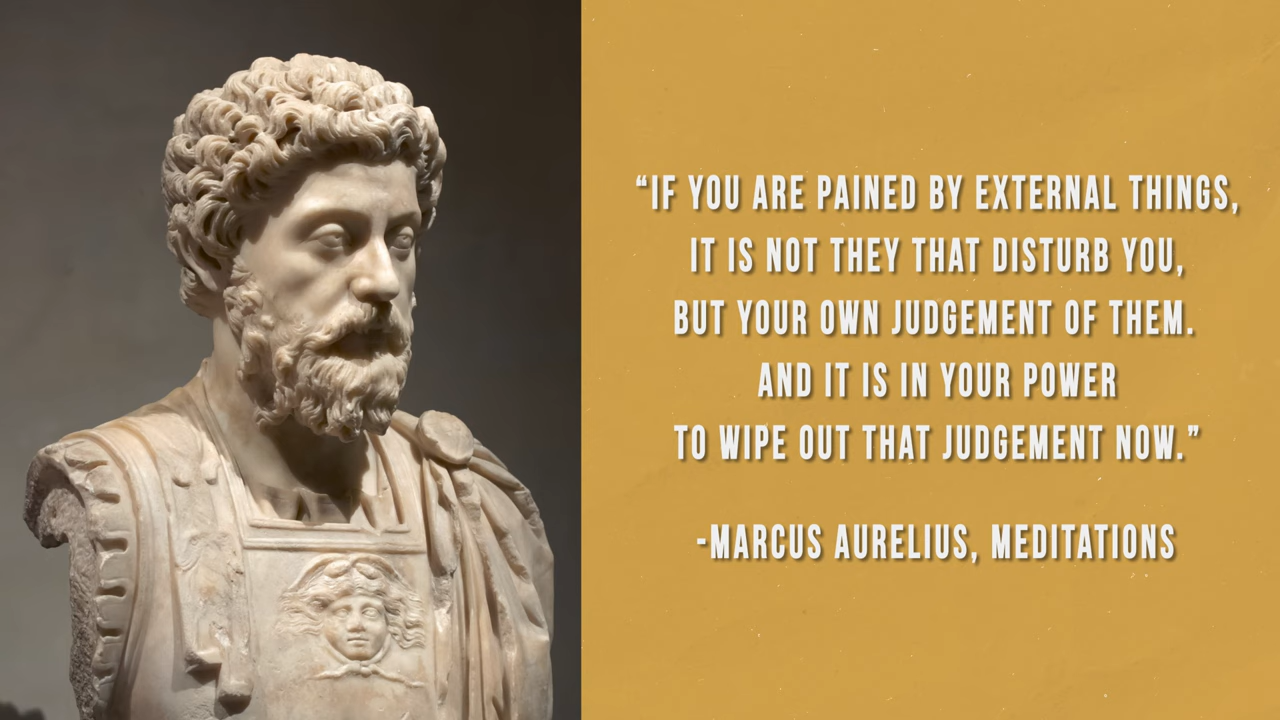 “IF YOU ARE PAINED BY EXTERNAL THINGS,
IT IS NOT THEY THAT DISTURB YOU,
BUT YOUR OWN JUDGEMENT OF THEM.
AND IT IS IN YOUR POWER
TO WIPE OUT THAT JUDGEMENT NOW.”
-MARCUS AURELIUS, MEDITATIONS